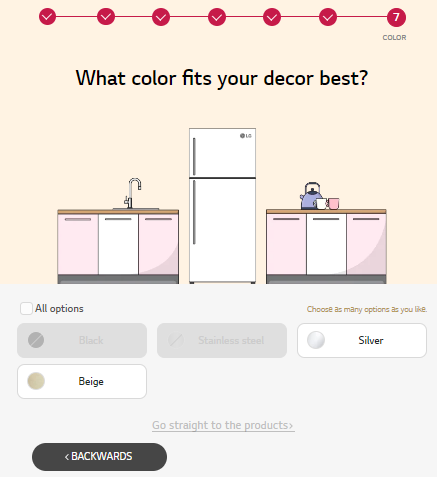 7
COLOR
What color fits your decor best?
LG
All options
Choose as many options as you like.
Black
Stainless steel
Silver
Beige
Go straight to the products›
‹ BACKWARDS